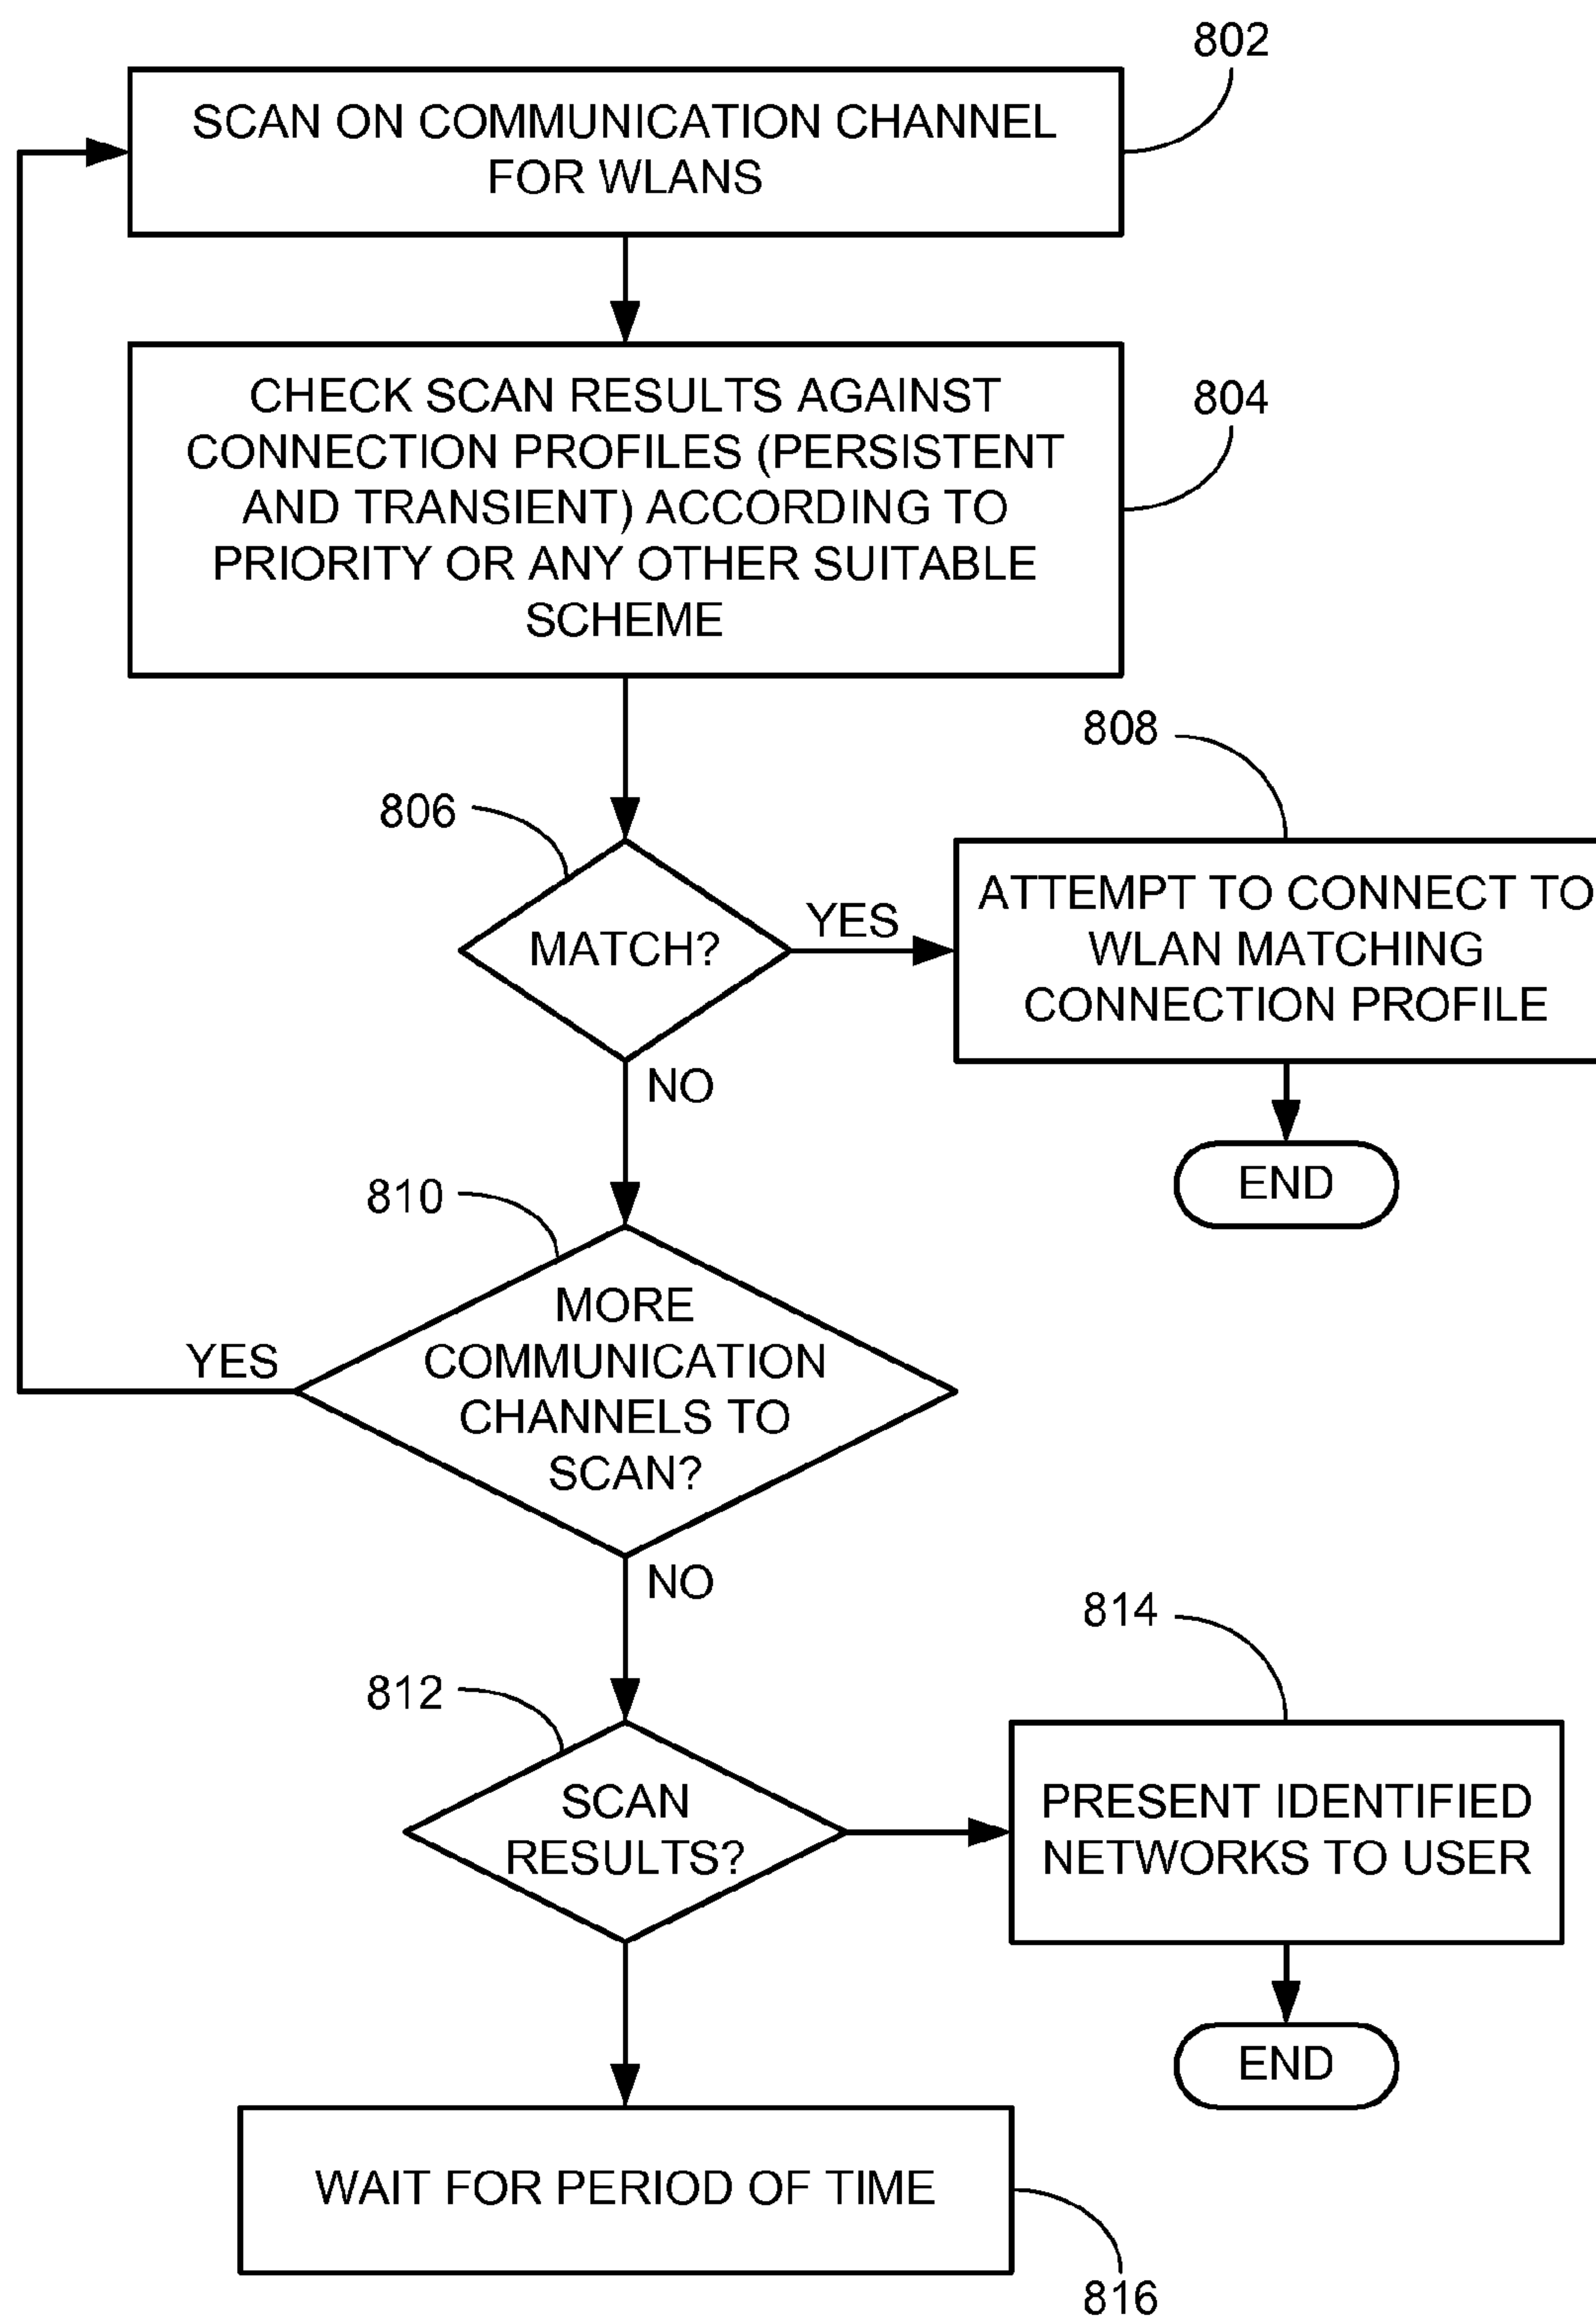 802
SCAN ON COMMUNICATION CHANNEL
FOR WLANS
CHECK SCAN RESULTS AGAINST
CONNECTION PROFILES (PERSISTENT
AND TRANSIENT) ACCORDING TO
PRIORITY OR ANY OTHER SUITABLE
SCHEME
804
808
806
MATCH?
YES
ATTEMPT TO CONNECT TO
WLAN MATCHING
CONNECTION PROFILE
NO
END
810
MORE
COMMUNICATION
CHANNELS TO
SCAN?
YES
NO
814
812
SCAN
RESULTS?
PRESENT IDENTIFIED
NETWORKS TO USER
END
WAIT FOR PERIOD OF TIME
816